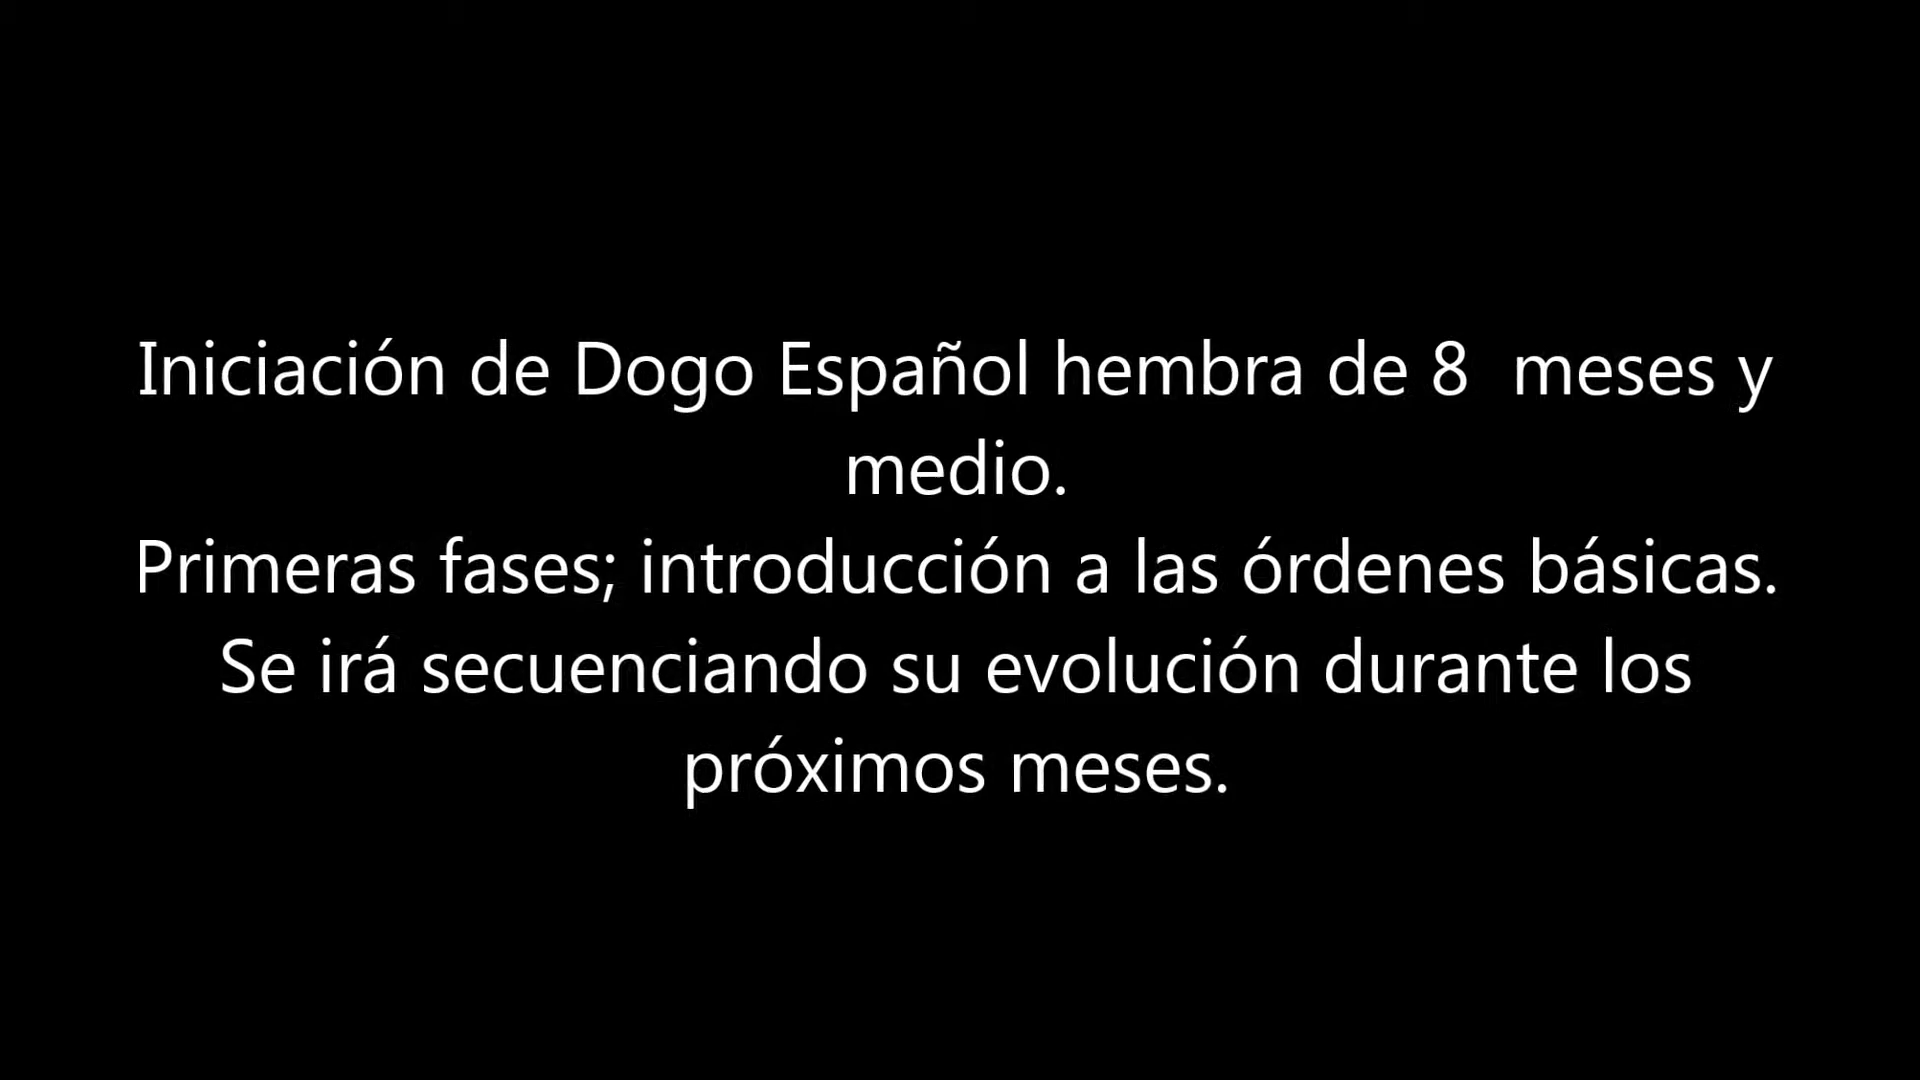 Iniciación de Dogo Español hembra de 8  meses y
medio.
Primeras fases; introducción a las órdenes básicas.
Se irá secuenciando su evolución durante los
próximos meses.